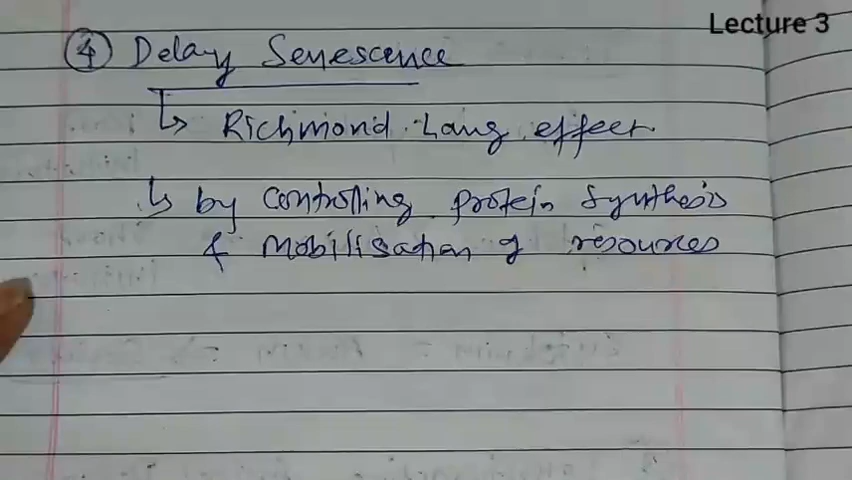 Lecture 3
④ Delay Senescence
↳ Richmond Lang effect.
↳ by controlling protein synthesis
& mobilisation of resources